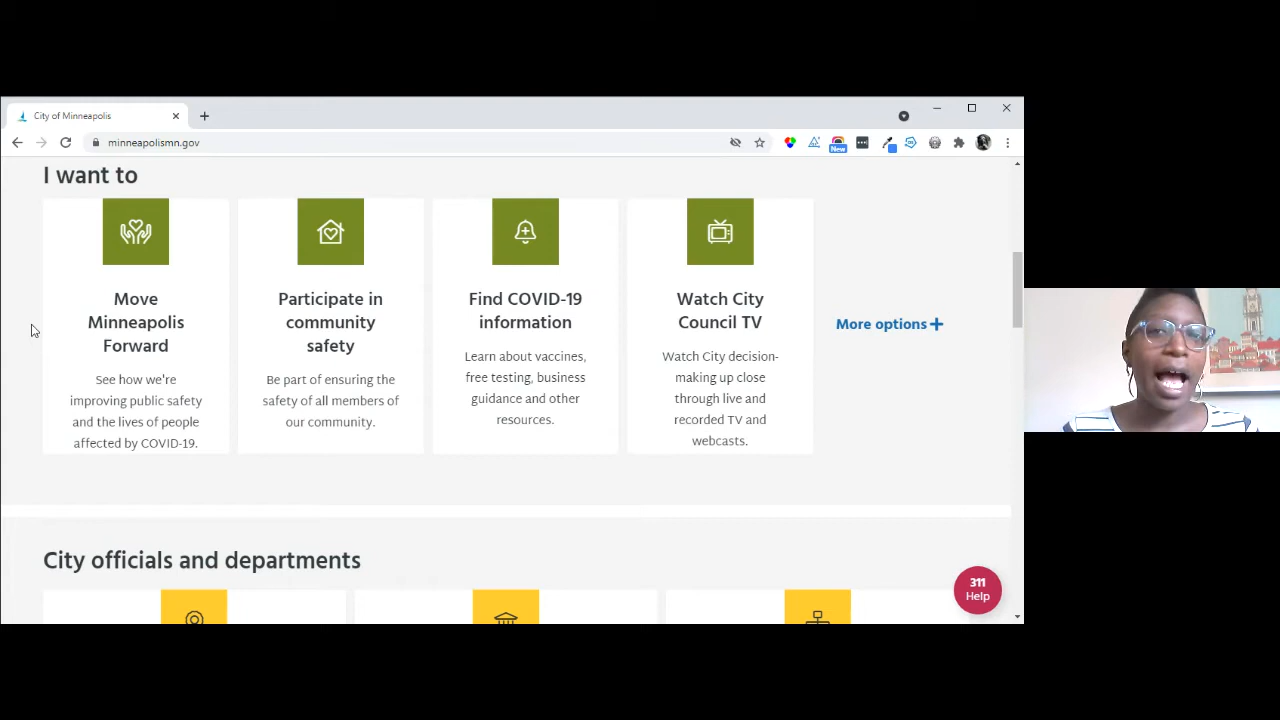 City of Minneapolis
minneapolismn.gov
New
I want to
Move
Minneapolis
Forward
See how we're
improving public safety
and the lives of people
affected by COVID-19.
Participate in
community
safety
Be part of ensuring the
safety of all members of
our community.
Find COVID-19
information
Learn about vaccines,
free testing, business
guidance and other
resources.
Watch City
Council TV
Watch City decision-
making up close
through live and
recorded TV and
webcasts.
More options +
City officials and departments
311
Help